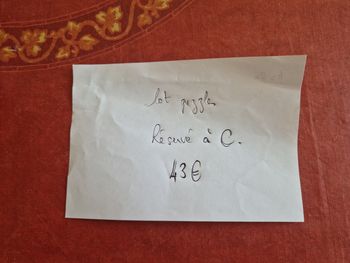 lot puzzle
Réservé à C.
43€